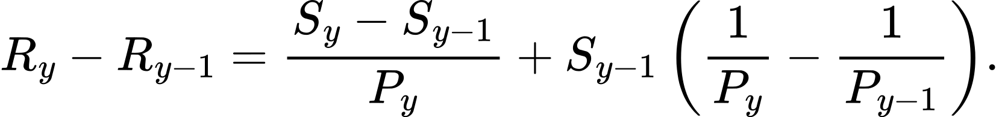 R_y − R_{y−1} = \frac{S_y − S_{y−1}}{P_y} + S_{y−1} \left( \frac{1}{P_y} − \frac{1}{P_{y−1}} \right).